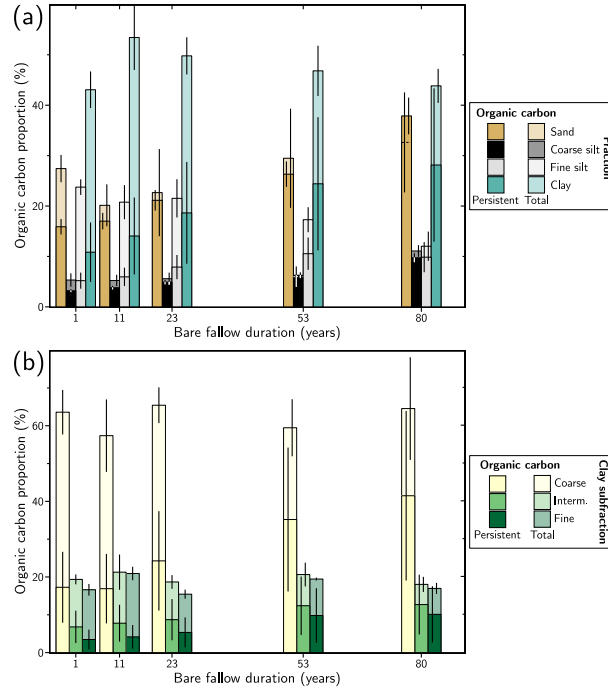 (a)
Organic carbon proportion (%)
40
20
0
1 11 23 53 80
Bare fallow duration (years)
Organic carbon
Sand
Coarse silt
Fine silt
Clay
Persistent Total
Fraction
(b)
Organic carbon proportion (%)
60
40
20
0
1 11 23 53 80
Bare fallow duration (years)
Organic carbon
Coarse
Interm.
Fine
Persistent Total
Clay subfraction